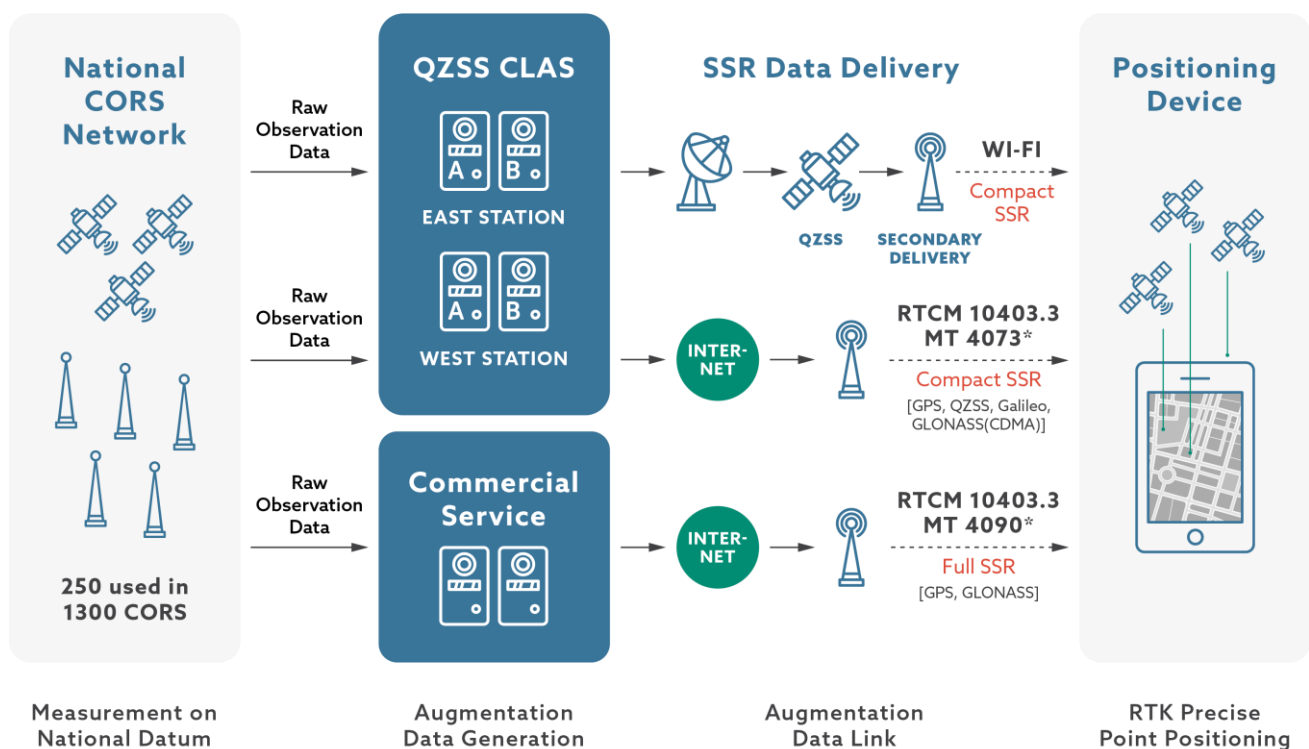 National
CORS
Network
250 used in
1300 CORS
Measurement on
National Datum
Raw
Observation
Data
Raw
Observation
Data
Raw
Observation
Data
QZSS CLAS
A
B
EAST STATION
A
B
WEST STATION
Commercial
Service
Augmentation
Data Generation
SSR Data Delivery
QZSS
SECONDARY
DELIVERY
WI-FI
Compact
SSR
INTER-
NET
RTCM 10403.3
MT 4073*
Compact SSR
[GPS, QZSS, Galileo,
GLONASS(CDMA)]
INTER-
NET
RTCM 10403.3
MT 4090*
Full SSR
[GPS, GLONASS]
Augmentation
Data Link
Positioning
Device
RTK Precise
Point Positioning